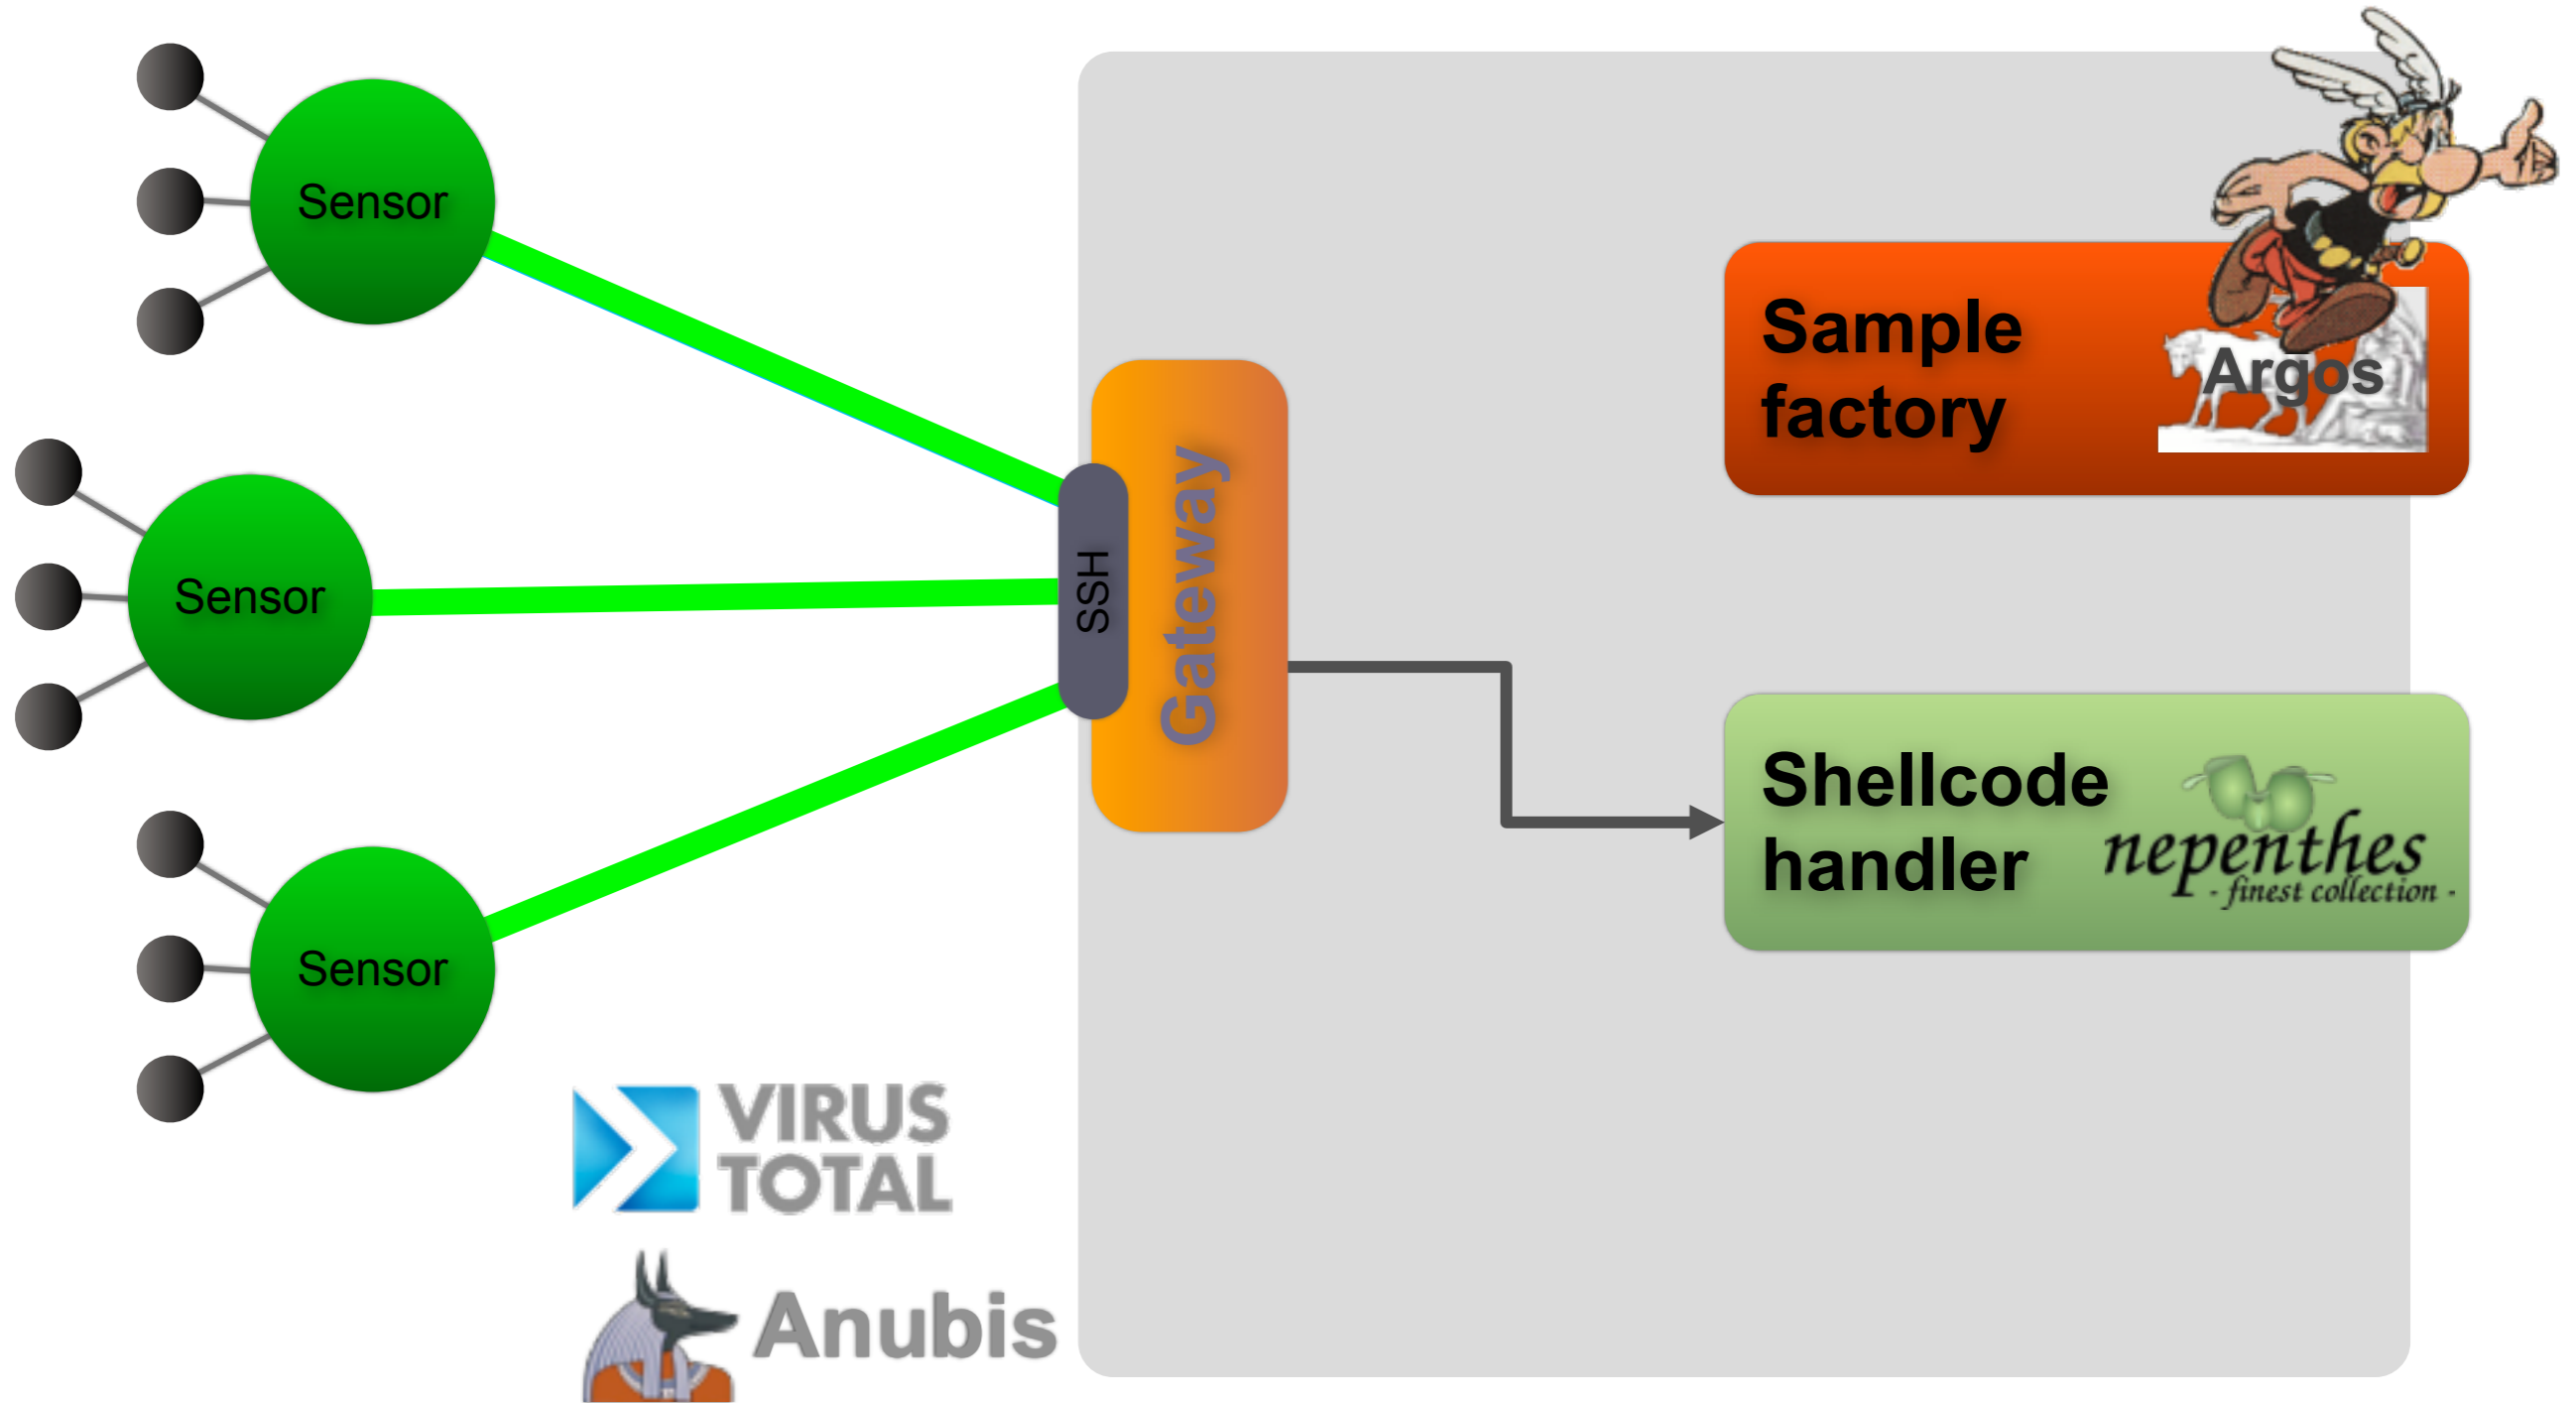 Sensor
Sensor
Sensor
SSH
Gateway
Sample
factory
Argos
Shellcode
handler
nepenthes
- finest collection -
VIRUS
TOTAL
Anubis